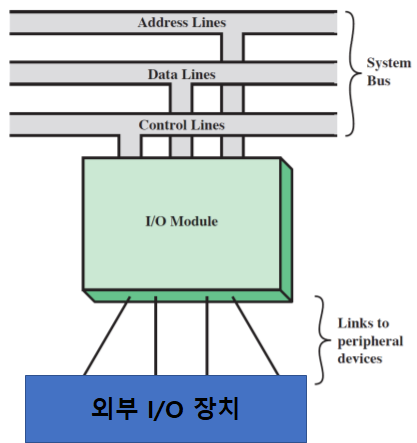 Address Lines
Data Lines
Control Lines
System
Bus
I/O Module
Links to
peripheral
devices
외부 I/O 장치